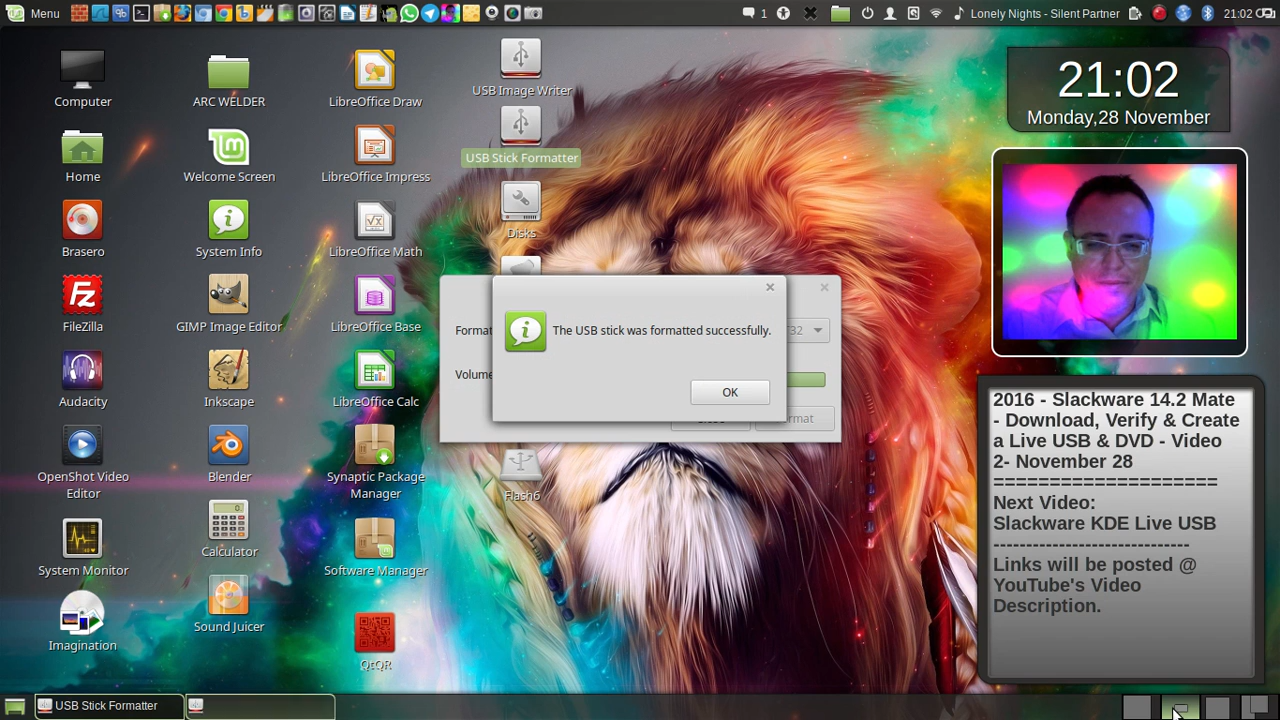 Menu
1
Lonely Nights - Silent Partner
21:02
Computer
ARC WELDER
LibreOffice Draw
USB Image Writer
Home
Welcome Screen
LibreOffice Impress
USB Stick Formatter
Brasero
System Info
LibreOffice Math
Disks
FileZilla
GIMP Image Editor
LibreOffice Base
Audacity
Inkscape
LibreOffice Calc
OpenShot Video
Editor
Blender
Synaptic Package
Manager
Flash6
System Monitor
Calculator
Software Manager
Imagination
Sound Juicer
QtQR
Format
32
Volume
The USB stick was formatted successfully.
OK
21:02
Monday,28 November
2016 - Slackware 14.2 Mate
- Download, Verify & Create
a Live USB & DVD - Video
2- November 28
====================
Next Video:
Slackware KDE Live USB
---------------------------
Links will be posted @
YouTube's Video
Description.
USB Stick Formatter